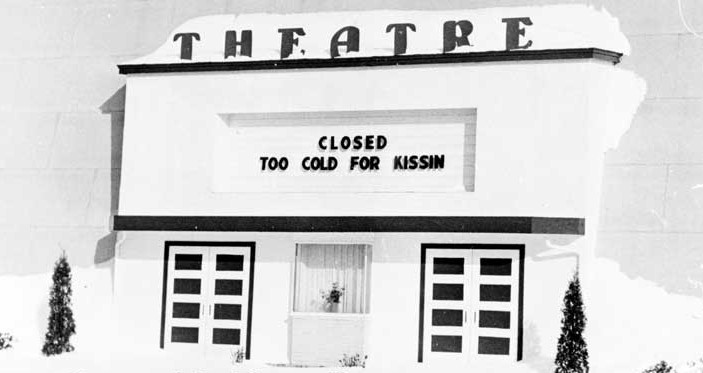 THEATRE
CLOSED
TOO COLD FOR KISSIN